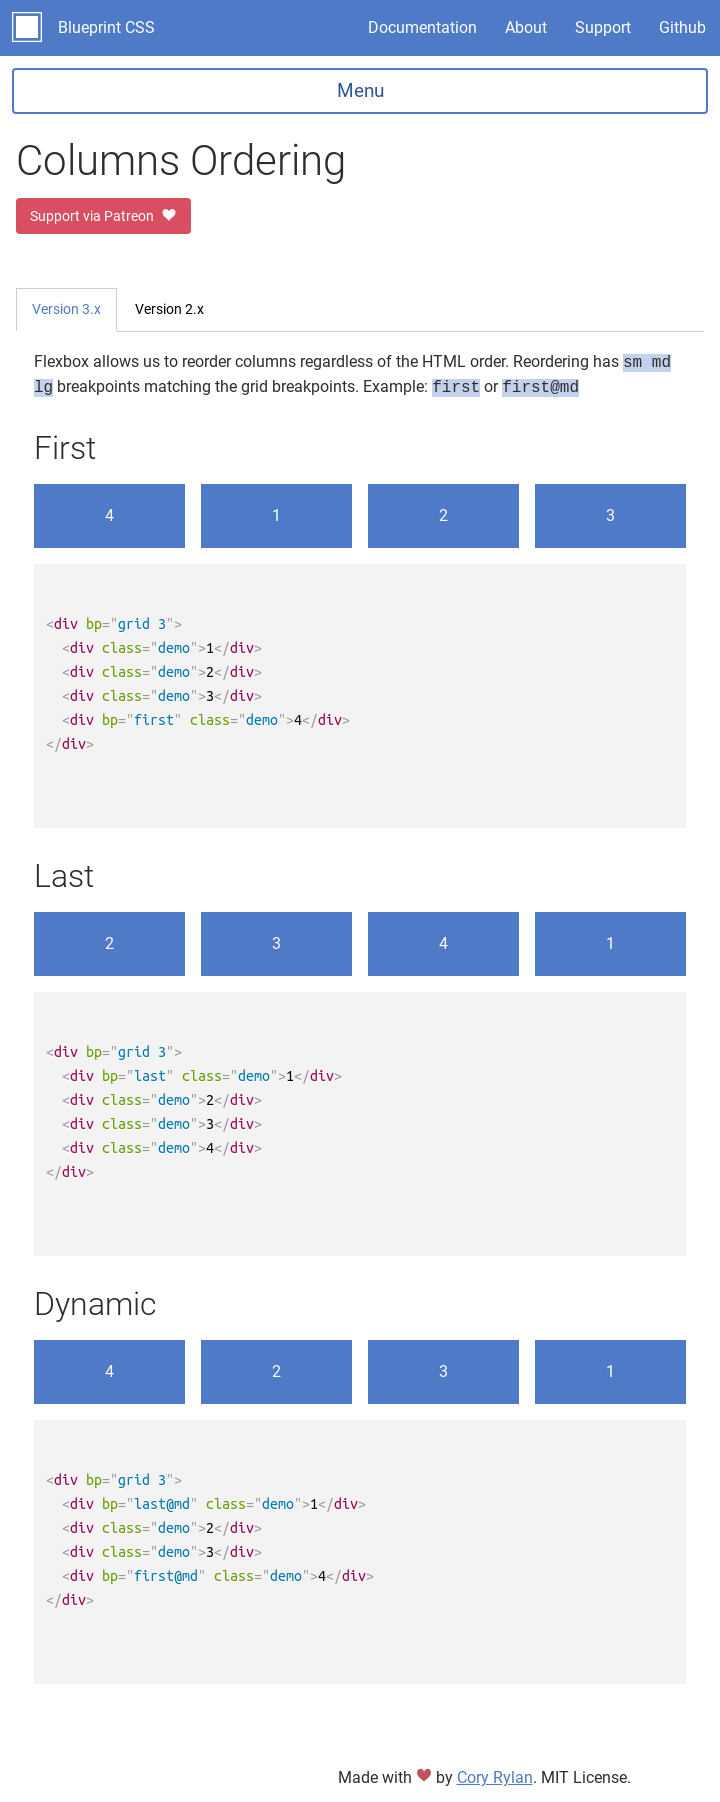 Blueprint CSS Documentation About Support Github
Menu
Columns Ordering
Support via Patreon
Version 3.x Version 2.x
Flexbox allows us to reorder columns regardless of the HTML order. Reordering has sm md
lg breakpoints matching the grid breakpoints. Example: first or first@md
First
4 1 2 3
<div bp="grid 3">
  <div class="demo">1</div>
  <div class="demo">2</div>
  <div class="demo">3</div>
  <div bp="first" class="demo">4</div>
</div>
Last
2 3 4 1
<div bp="grid 3">
  <div bp="last" class="demo">1</div>
  <div class="demo">2</div>
  <div class="demo">3</div>
  <div class="demo">4</div>
</div>
Dynamic
4 2 3 1
<div bp="grid 3">
  <div bp="last@md" class="demo">1</div>
  <div class="demo">2</div>
  <div class="demo">3</div>
  <div bp="first@md" class="demo">4</div>
</div>
Made with ♥ by Cory Rylan. MIT License.